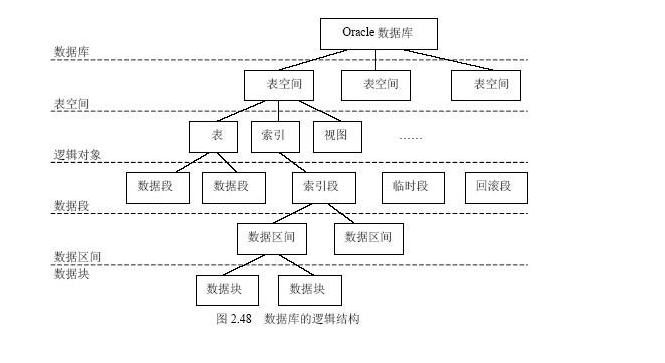 Oracle 数据库
数据库
表空间 表空间 表空间
表空间
表 索引 视图 ……
逻辑对象
数据段 数据段 索引段 临时段 回滚段
数据段
数据区间 数据区间
数据区间
数据块
数据块 数据块
图 2.48 数据库的逻辑结构